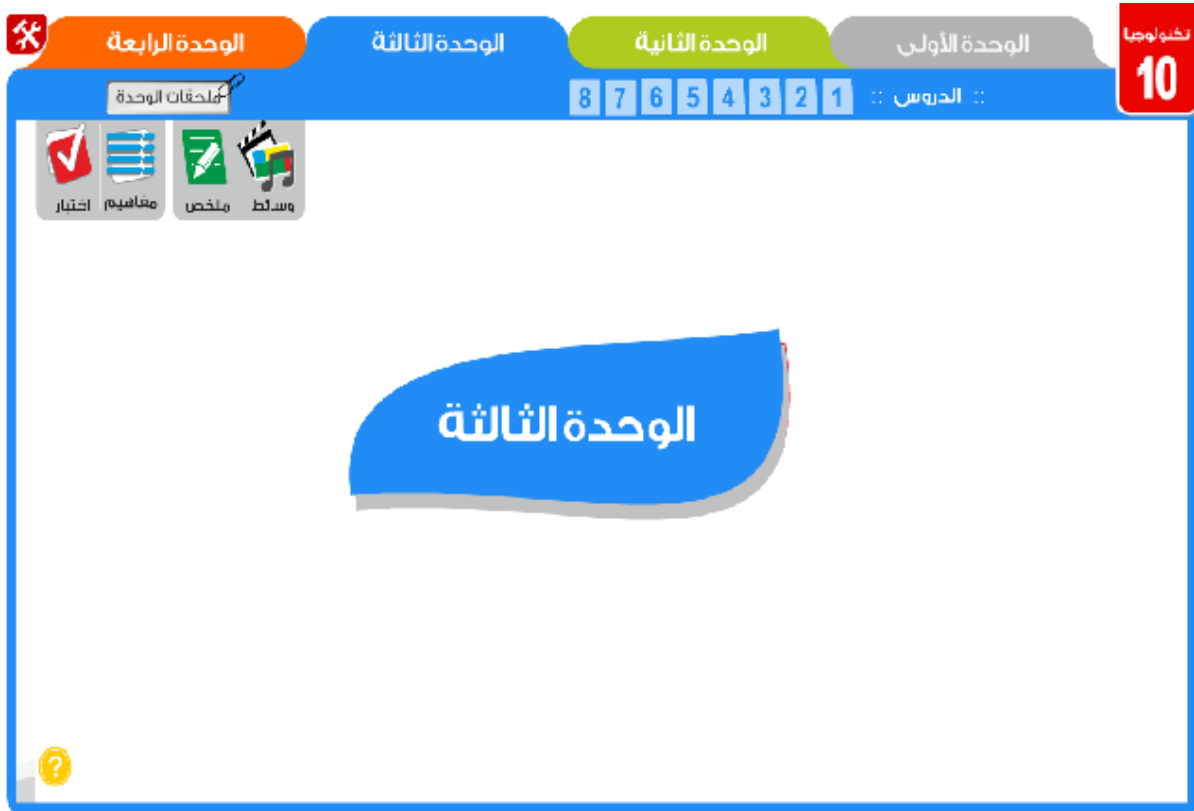 تكنولوجيا
10
الوحدة الأولى
الوحدة الثانية
الوحدة الثالثة
الوحدة الرابعة
:: الدروس :: 1 2 3 4 5 6 7 8
ملحقات الوحدة
وسائط
ملخص
مفاهيم
اختبار
الوحدة الثالثة
?